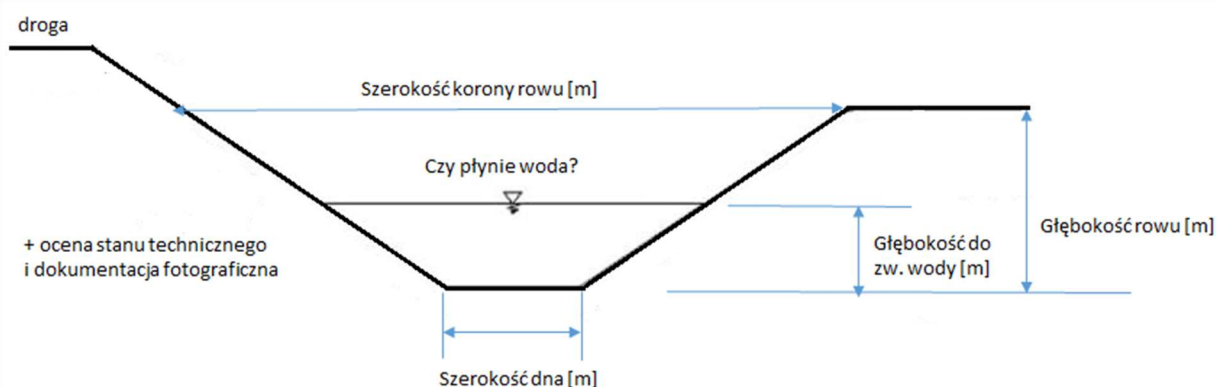 droga
Szerokość korony rowu [m]
Czy płynie woda?
+ ocena stanu technicznego
i dokumentacja fotograficzna
Głębokość do
zw. wody [m]
Głębokość rowu [m]
Szerokość dna [m]